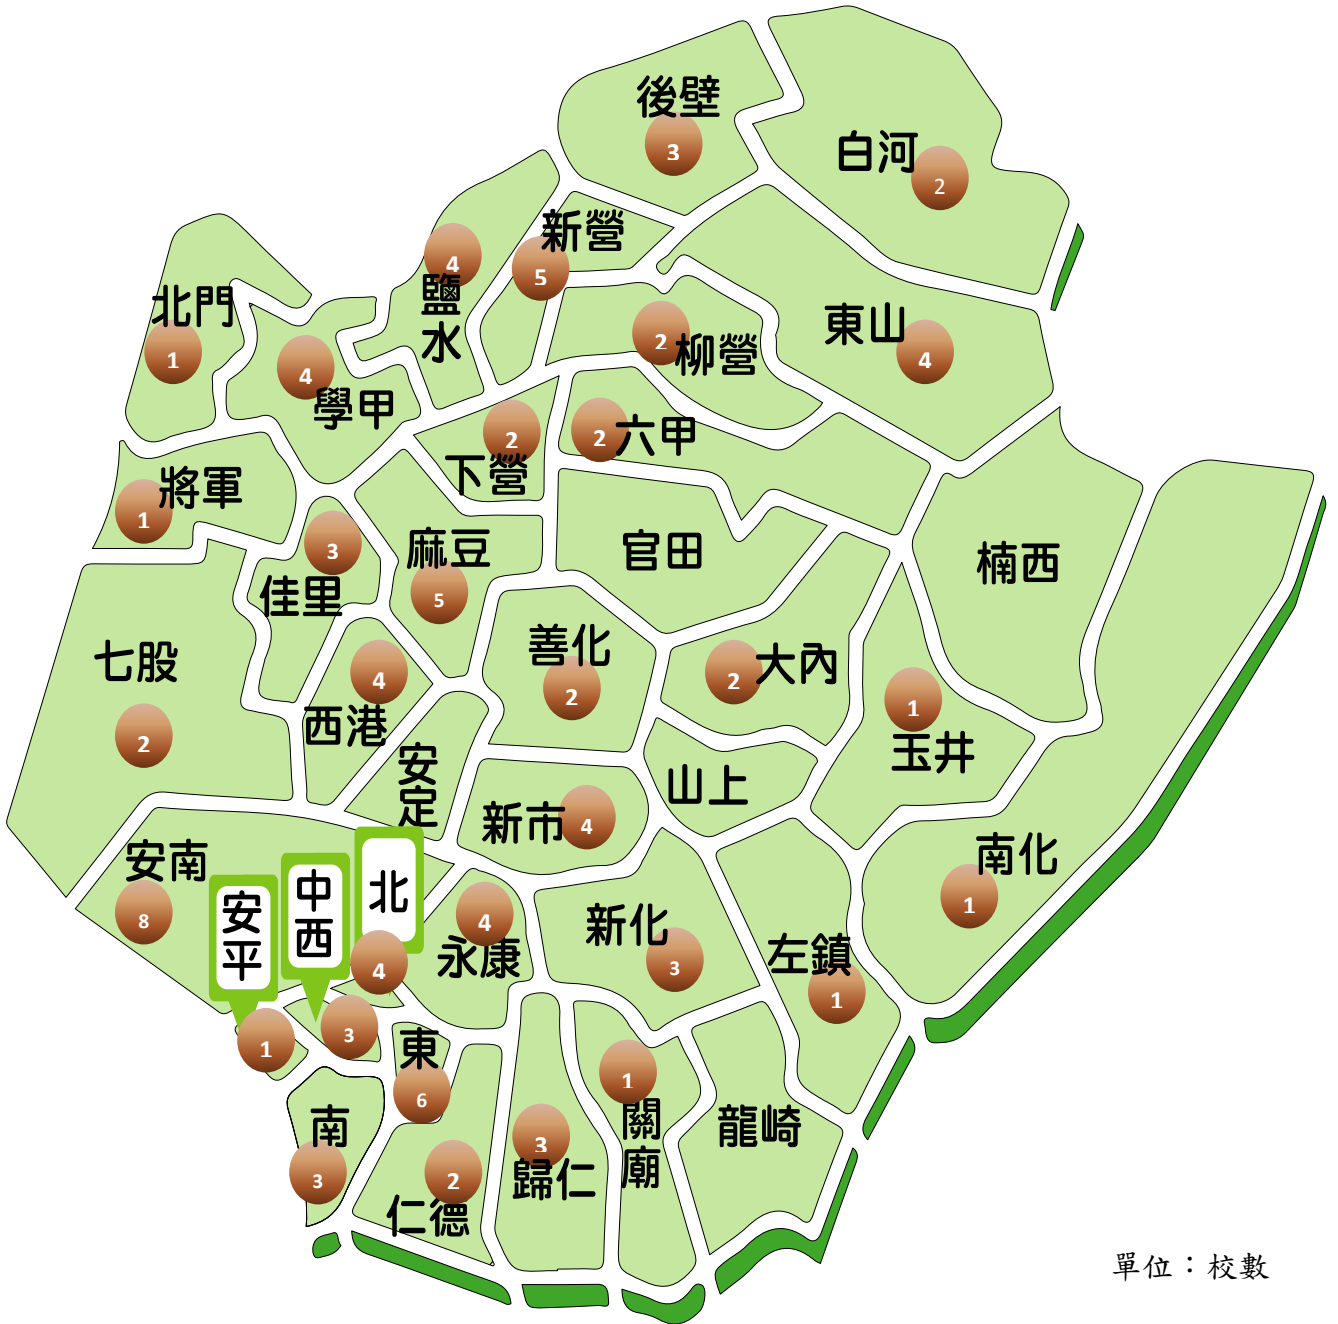 後壁
3
白河
2
新營
5
鹽水
4
北門
1
學甲
4
柳營
2
東山
4
下營
2
六甲
2
將軍
1
佳里
3
麻豆
5
官田
楠西
七股
2
西港
4
善化
2
大內
2
玉井
1
安定
新市
4
山上
南化
1
安南
8
安平
1
中西
3
北
4
永康
4
新化
3
左鎮
1
東
6
南
3
仁德
2
歸仁
3
關廟
1
龍崎
單位：校數